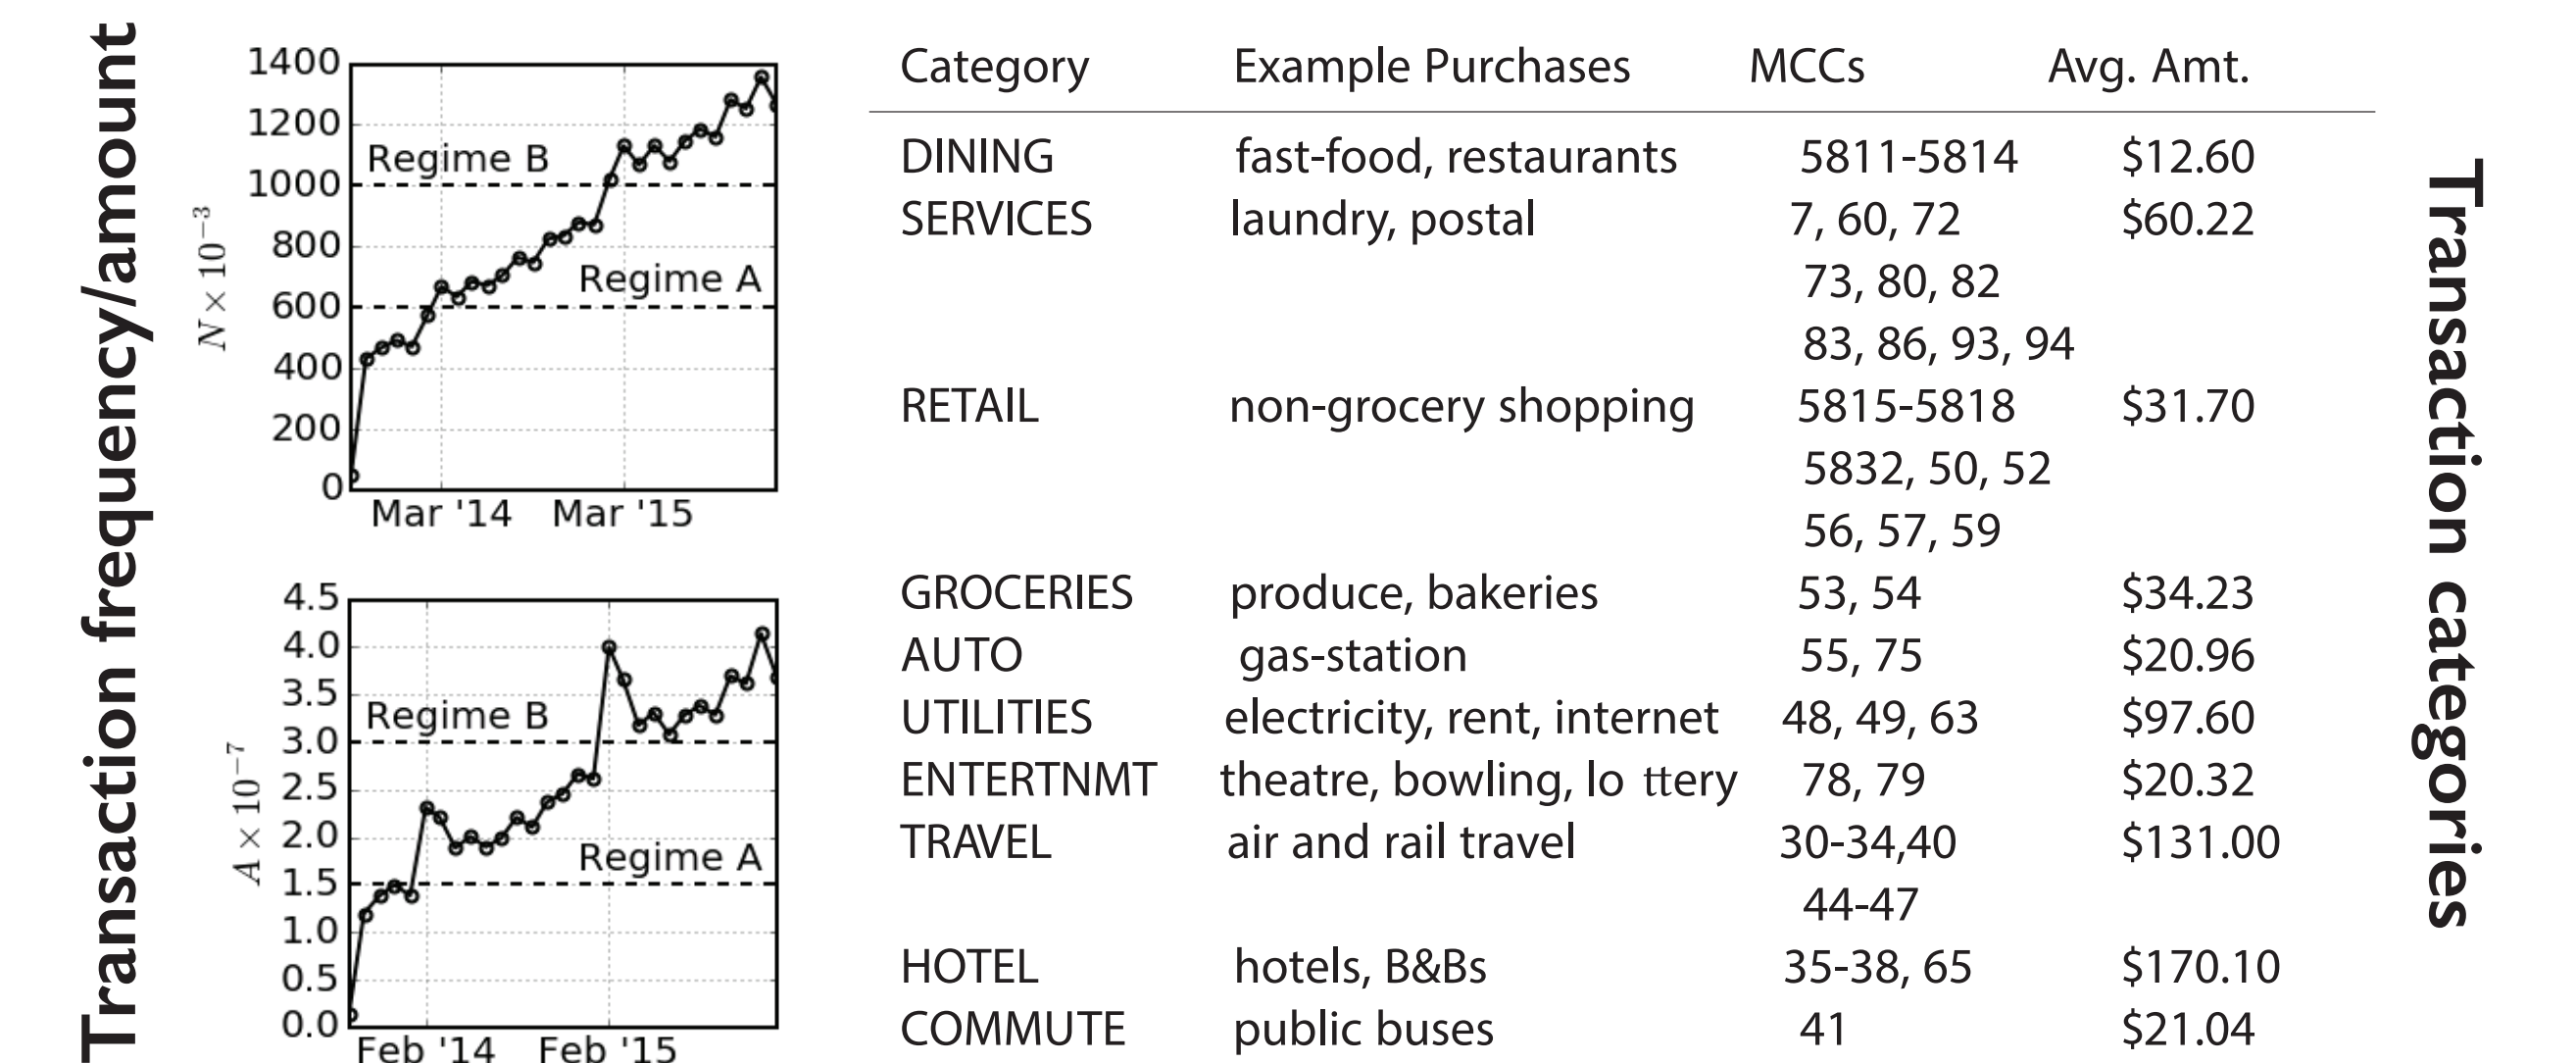 Transaction frequency/amount
1400
1200
1000
800
600
400
200
0
N × 10⁻³
Regime B
Regime A
Mar '14 Mar '15
4.5
4.0
3.5
3.0
2.5
2.0
1.5
1.0
0.5
0.0
A × 10⁻⁷
Regime B
Regime A
Feb '14 Feb '15
Category Example Purchases MCCs Avg. Amt.
DINING fast-food, restaurants 5811-5814 $12.60
SERVICES laundry, postal 7, 60, 72 $60.22
73, 80, 82
83, 86, 93, 94
RETAIL non-grocery shopping 5815-5818 $31.70
5832, 50, 52
56, 57, 59
GROCERIES produce, bakeries 53, 54 $34.23
AUTO gas-station 55, 75 $20.96
UTILITIES electricity, rent, internet 48, 49, 63 $97.60
ENTERTNMT theatre, bowling, lo ttery 78, 79 $20.32
TRAVEL air and rail travel 30-34,40 $131.00
44-47
HOTEL hotels, B&Bs 35-38, 65 $170.10
COMMUTE public buses 41 $21.04
Transaction categories